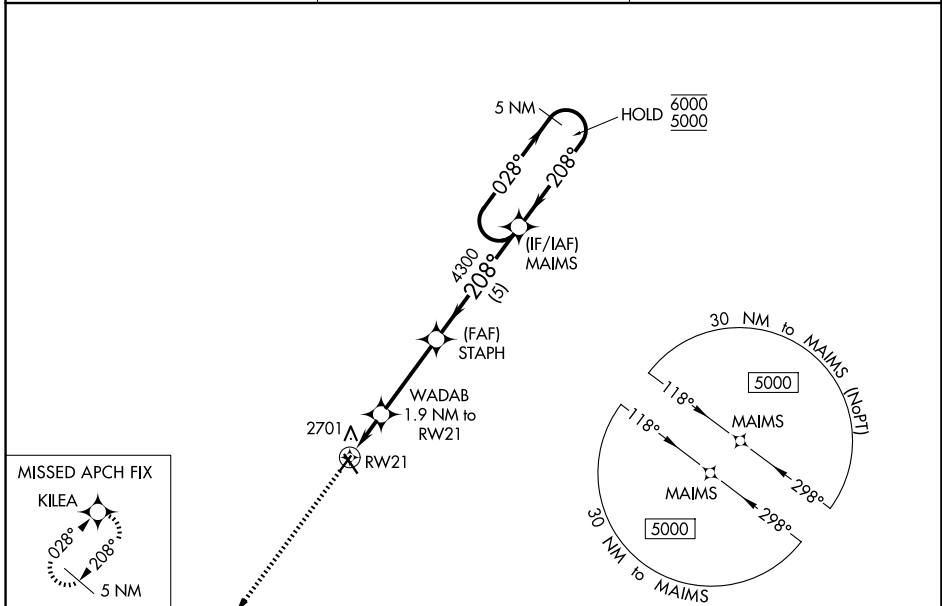 5 NM
HOLD
6000
5000
028°
208°
(IF/IAF)
MAIMS
4300
208°
(5)
(FAF)
STAPH
WADAB
1.9 NM to
RW21
2701
RW21
MISSED APCH FIX
KILEA
028°
208°
5 NM
30 NM to MAIMS (NoPT)
5000
118°
MAIMS
298°
118°
MAIMS
298°
5000
30 NM to MAIMS